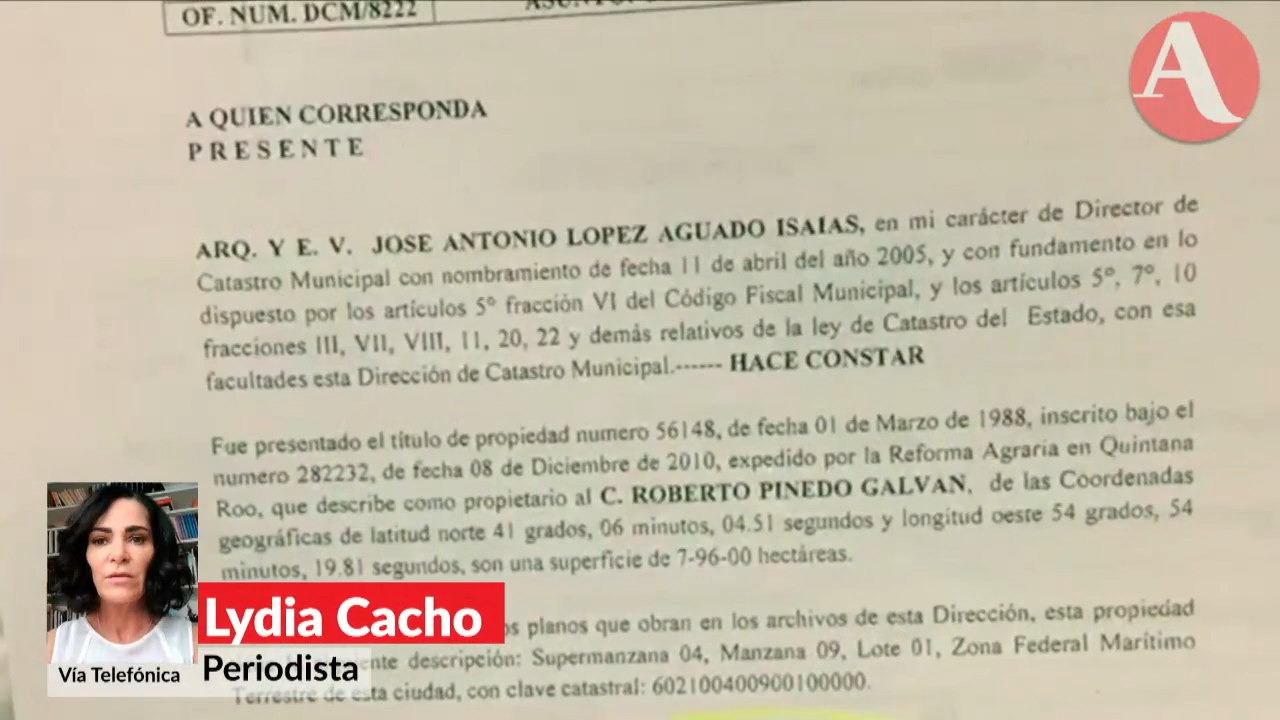 OF. NUM. DCM/8222
A
A QUIEN CORRESPONDA
P R E S E N T E
ARQ. Y E. V. JOSE ANTONIO LOPEZ AGUADO ISAIAS, en mi carácter de Director de
Catastro Municipal con nombramiento de fecha 11 de abril del año 2005, y con fundamento en lo
dispuesto por los artículos 5° fracción VI del Código Fiscal Municipal, y los artículos 5°, 7°, 10
fracciones III, VII, VIII, 11, 20, 22 y demás relativos de la ley de Catastro del Estado, con esa
facultades esta Dirección de Catastro Municipal.------ HACE CONSTAR
Fue presentado el título de propiedad numero 56148, de fecha 01 de Marzo de 1988, inscrito bajo el
numero 282232, de fecha 08 de Diciembre de 2010, expedido por la Reforma Agraria en Quintana
Roo, que describe como propietario al C. ROBERTO PINEDO GALVAN, de las Coordenadas
geográficas de latitud norte 41 grados, 06 minutos, 04.51 segundos y longitud oeste 54 grados, 54
minutos, 19.81 segundos, son una superficie de 7-96-00 hectáreas.
planos que obran en los archivos de esta Dirección, esta propiedad
descripción: Supermanzana 04, Manzana 09, Lote 01, Zona Federal Marítimo
Terrestre de esta ciudad, con clave catastral: 602100400900100000.
Lydia Cacho
Periodista
Vía Telefónica